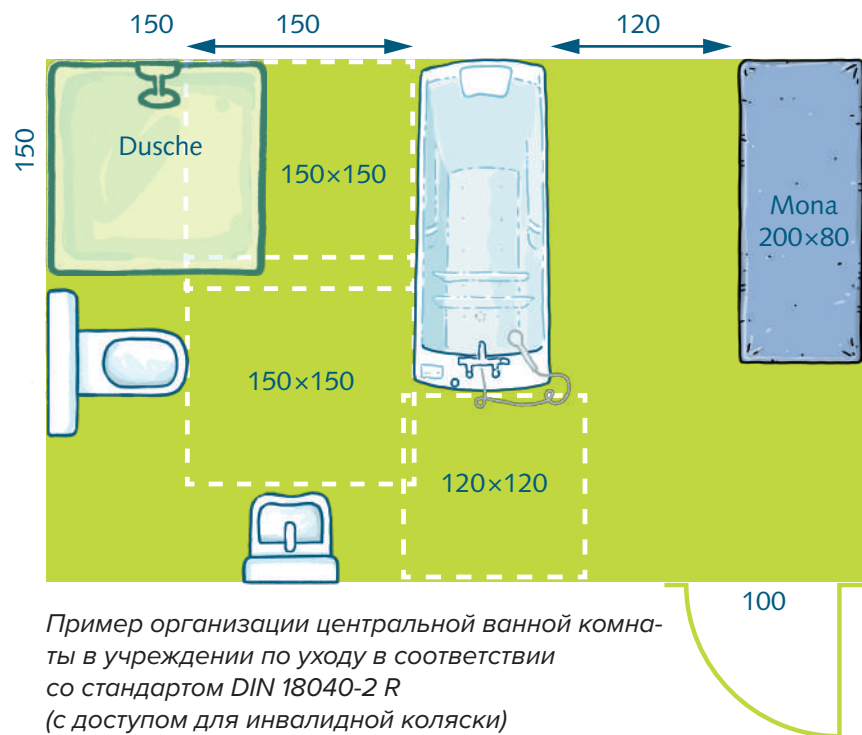 150
150
120
150
Dusche
150×150
Mona
200×80
150×150
120×120
100
Пример организации центральной ванной комна-
ты в учреждении по уходу в соответствии
со стандартом DIN 18040-2 R
(с доступом для инвалидной коляски)